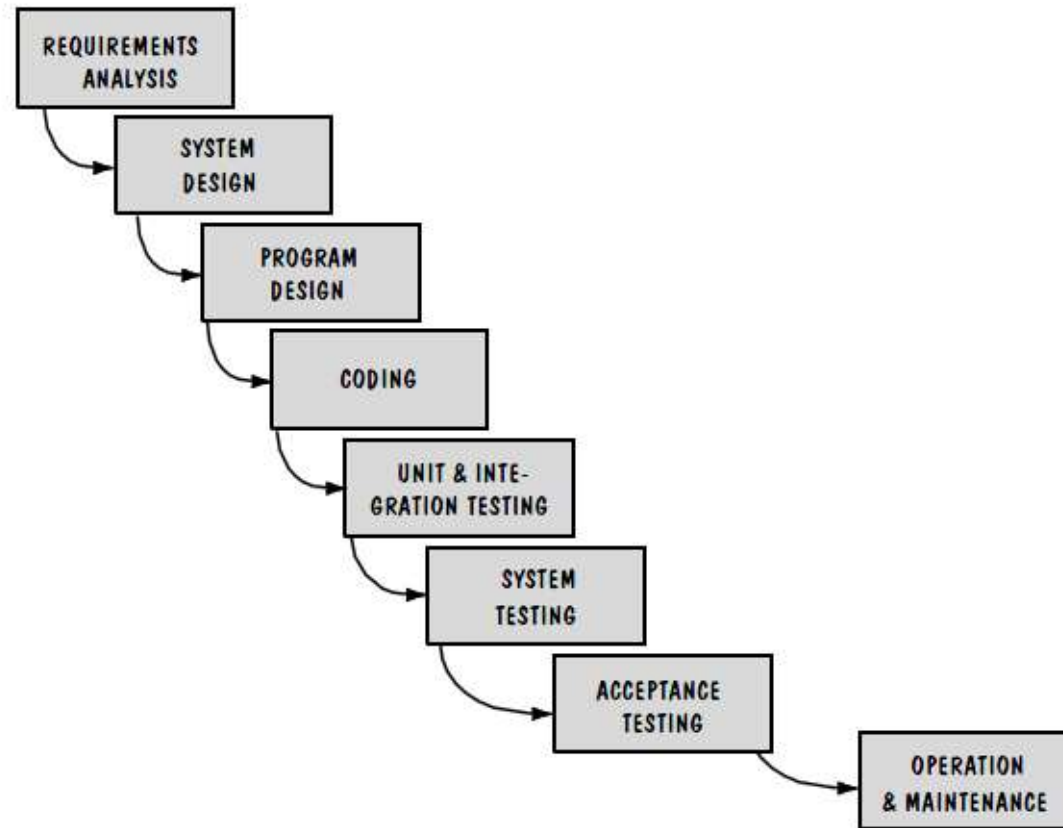 REQUIREMENTS
ANALYSIS
SYSTEM
DESIGN
PROGRAM
DESIGN
CODING
UNIT & INTE-
GRATION TESTING
SYSTEM
TESTING
ACCEPTANCE
TESTING
OPERATION
& MAINTENANCE